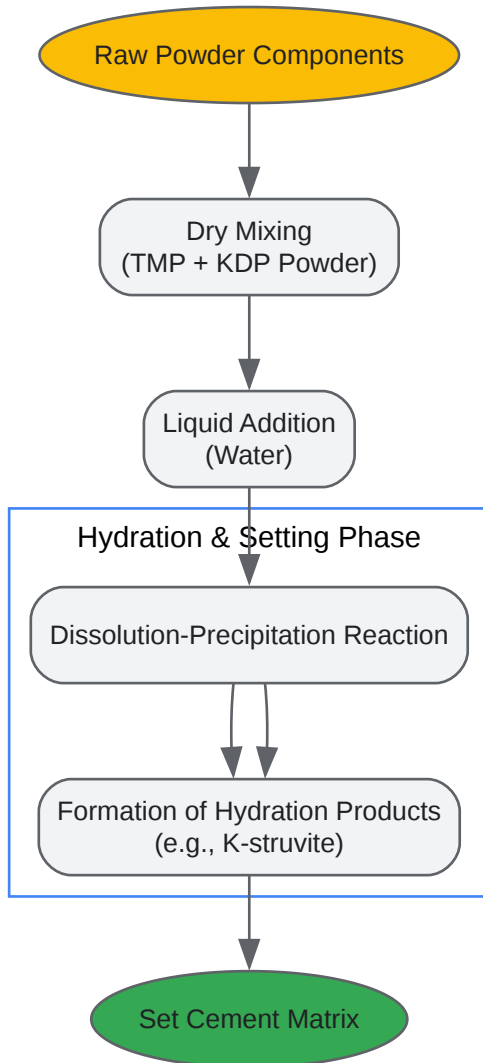 Raw Powder Components
Dry Mixing
(TMP + KDP Powder)
Liquid Addition
(Water)
Hydration & Setting Phase
Dissolution-Precipitation Reaction
Formation of Hydration Products
(e.g., K-struvite)
Set Cement Matrix